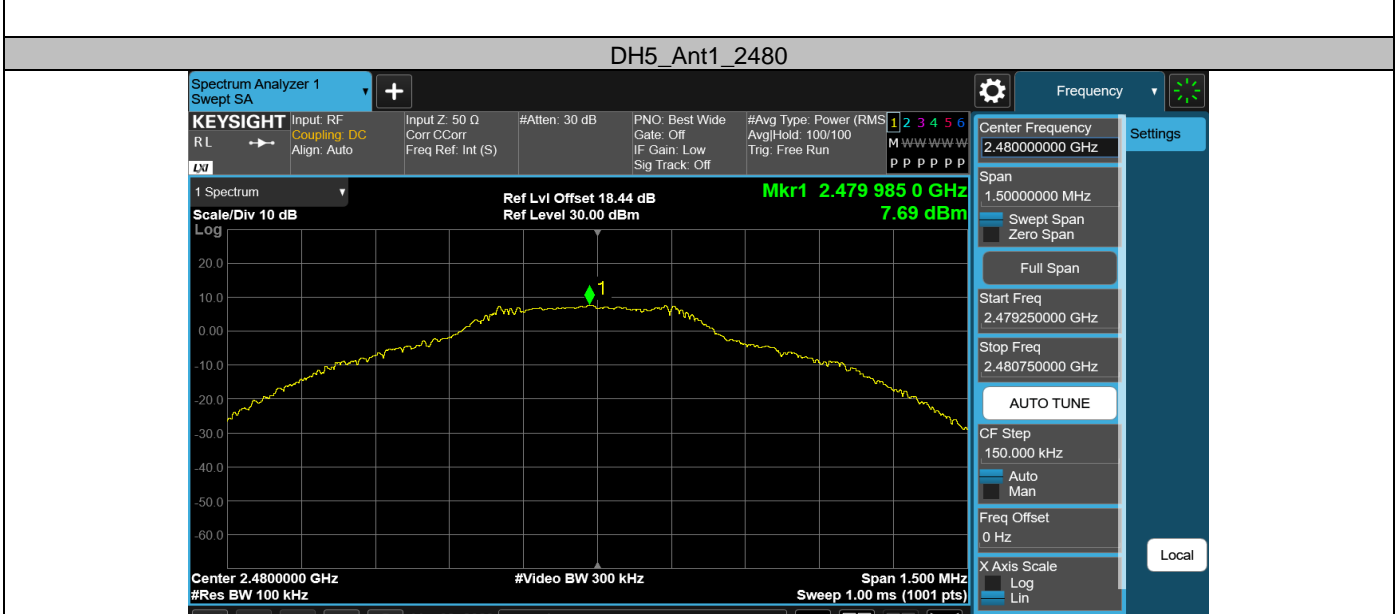 DH5_Ant1_2480
Spectrum Analyzer 1
Swept SA
Frequency
KEYSIGHT
R L
LXI
Input: RF
Coupling: DC
Align: Auto
Input Z: 50 Ω
Corr CCorr
Freq Ref: Int (S)
#Atten: 30 dB
PNO: Best Wide
Gate: Off
IF Gain: Low
Sig Track: Off
#Avg Type: Power (RMS
Avg|Hold: 100/100
Trig: Free Run
1 2 3 4 5 6
M W W W W W
P P P P P P
Center Frequency
2.480000000 GHz
Settings
Span
1.50000000 MHz
Swept Span
Zero Span
Full Span
Start Freq
2.479250000 GHz
Stop Freq
2.480750000 GHz
AUTO TUNE
CF Step
150.000 kHz
Auto
Man
Freq Offset
0 Hz
X Axis Scale
Log
Lin
Local
1 Spectrum
Scale/Div 10 dB
Log
Ref Lvl Offset 18.44 dB
Ref Level 30.00 dBm
Mkr1 2.479 985 0 GHz
7.69 dBm
1
20.0
10.0
0.00
-10.0
-20.0
-30.0
-40.0
-50.0
-60.0
Center 2.4800000 GHz
#Res BW 100 kHz
#Video BW 300 kHz
Span 1.500 MHz
Sweep 1.00 ms (1001 pts)